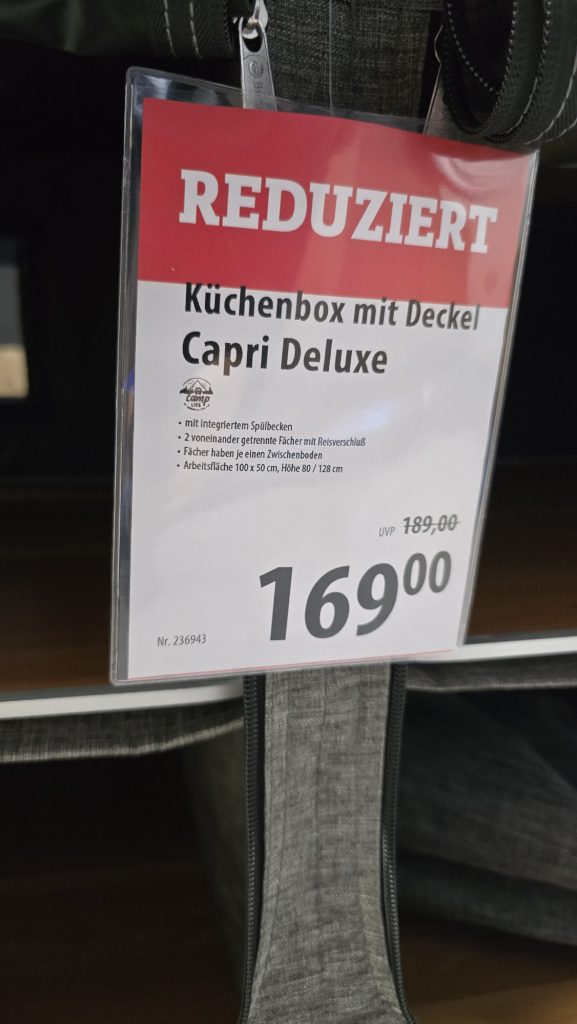 REDUZIERT
Küchenbox mit Deckel
Capri Deluxe
camp
LIFE
• mit integriertem Spülbecken
• 2 voneinander getrennte Fächer mit Reisverschluß
• Fächer haben je einen Zwischenboden
• Arbeitsfläche 100 x 50 cm, Höhe 80 / 128 cm
UVP 189,00
16900
Nr. 236943